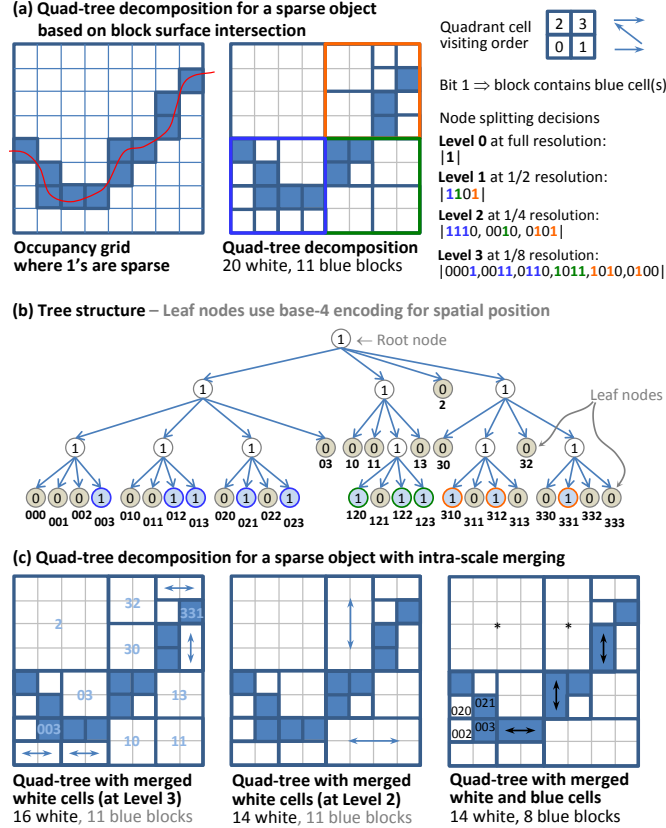 (a) Quad-tree decomposition for a sparse object
based on block surface intersection
Quadrant cell
visiting order
2 3
0 1
Bit 1 ⇒ block contains blue cell(s)
Node splitting decisions
Level 0 at full resolution:
|1|
Level 1 at 1/2 resolution:
|1101|
Level 2 at 1/4 resolution:
|1110, 0010, 0101|
Level 3 at 1/8 resolution:
|0001,0011,0110,1011,1010,0100|
Occupancy grid
where 1's are sparse
Quad-tree decomposition
20 white, 11 blue blocks
(b) Tree structure – Leaf nodes use base-4 encoding for spatial position
1 ← Root node
1 1 0 1
2
Leaf nodes
1 1 1 0 0 0 1 0 0 1 0 1
03 10 11 13 30 32
0 0 0 1 0 0 1 1 0 1 0 1 1 0 1 1 1 0 1 0 0 1 0 0
000 001 002 003 010 011 012 013 020 021 022 023 120 121 122 123 310 311 312 313 330 331 332 333
(c) Quad-tree decomposition for a sparse object with intra-scale merging
32
331
2
30
03
13
003
10 11
* *
020 021
002 003
Quad-tree with merged
white cells (at Level 3)
16 white, 11 blue blocks
Quad-tree with merged
white cells (at Level 2)
14 white, 11 blue blocks
Quad-tree with merged
white and blue cells
14 white, 8 blue blocks